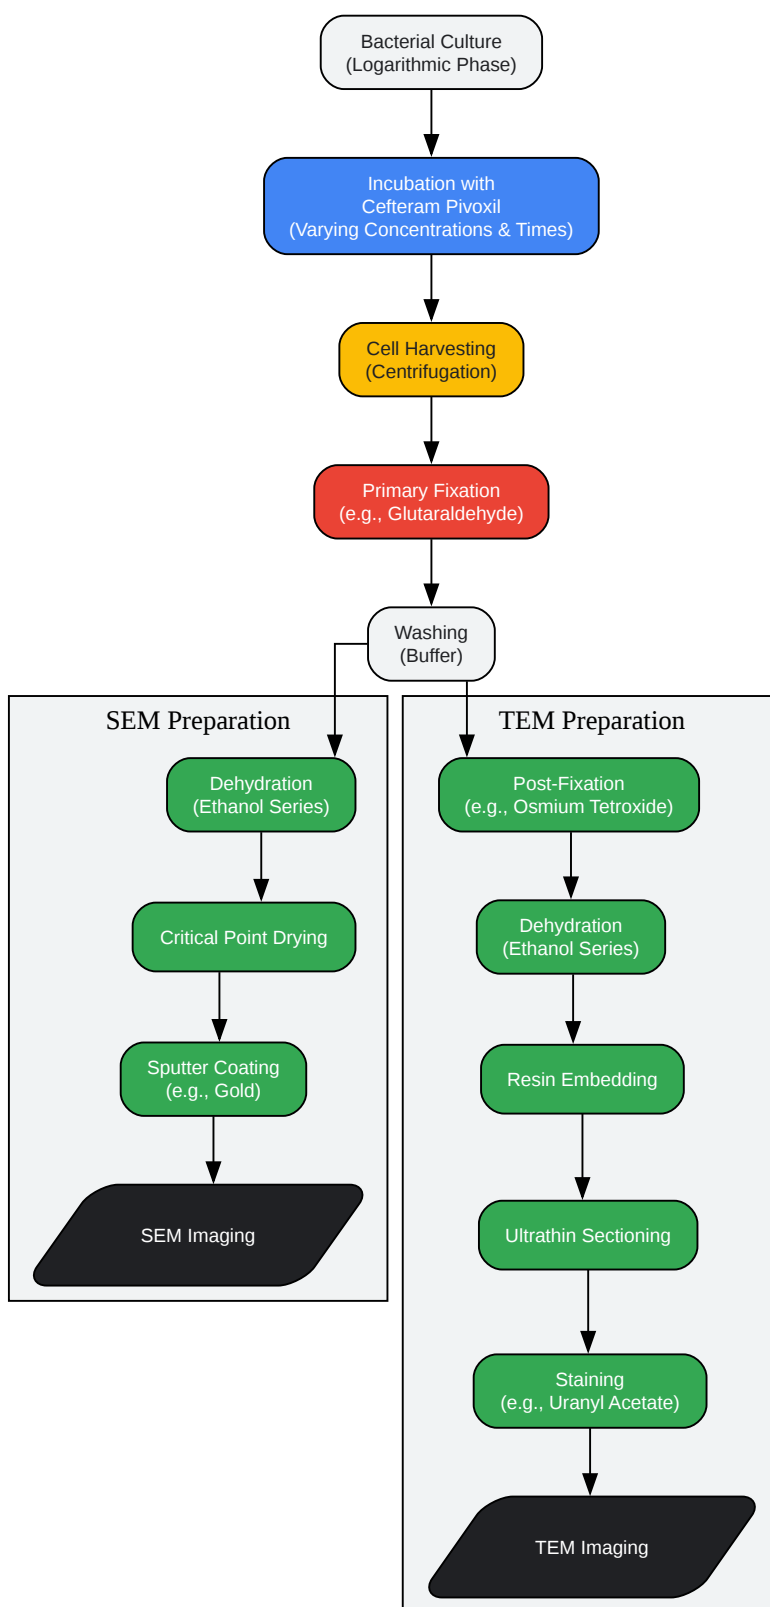 Bacterial Culture
(Logarithmic Phase)
Incubation with
Cefteram Pivoxil
(Varying Concentrations & Times)
Cell Harvesting
(Centrifugation)
Primary Fixation
(e.g., Glutaraldehyde)
Washing
(Buffer)
SEM Preparation
Dehydration
(Ethanol Series)
Critical Point Drying
Sputter Coating
(e.g., Gold)
SEM Imaging
TEM Preparation
Post-Fixation
(e.g., Osmium Tetroxide)
Dehydration
(Ethanol Series)
Resin Embedding
Ultrathin Sectioning
Staining
(e.g., Uranyl Acetate)
TEM Imaging